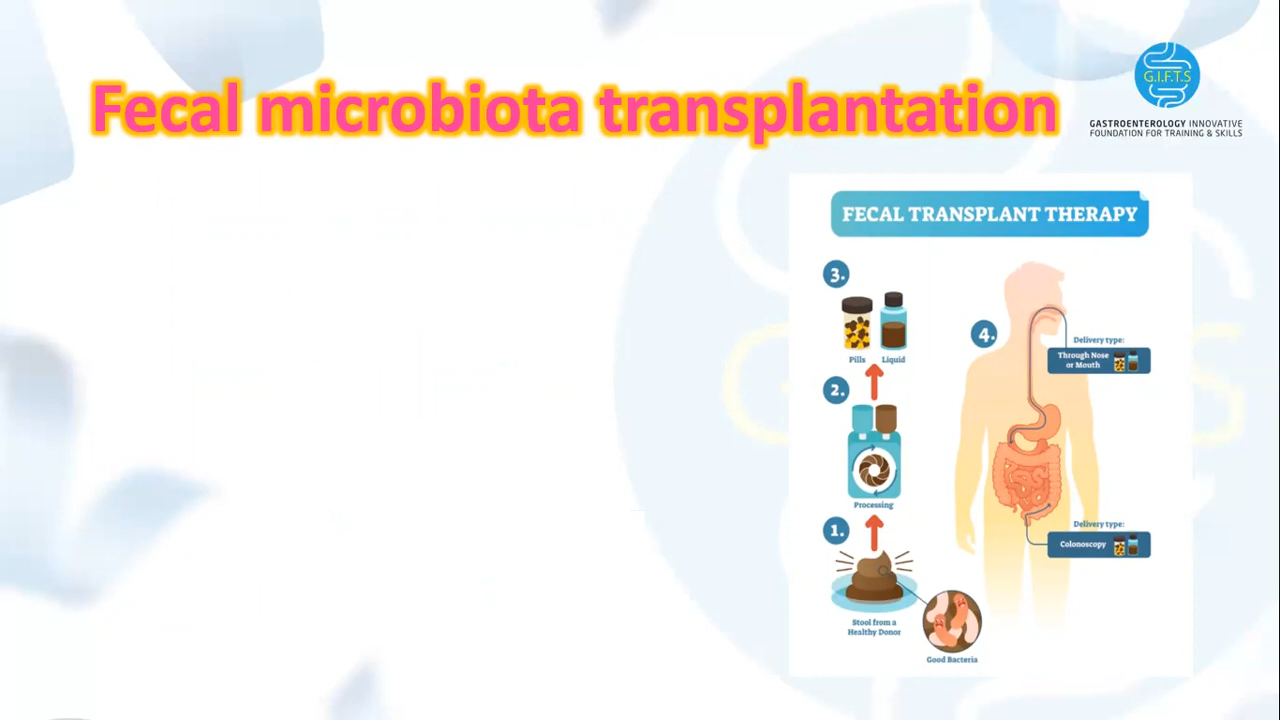 Fecal microbiota transplantation
G.I.F.T.S
GASTROENTEROLOGY INNOVATIVE
FOUNDATION FOR TRAINING & SKILLS
FECAL TRANSPLANT THERAPY
3.
Pills
Liquid
2.
Processing
1.
Stool from a
Healthy Donor
Good Bacteria
4.
Delivery type:
Through Nose
or Mouth
Delivery type:
Colonoscopy